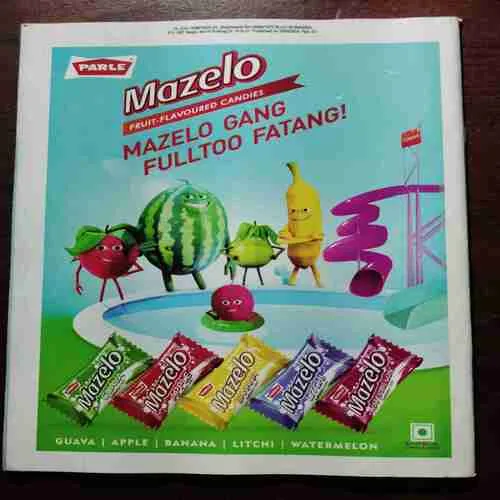 PARLE
Mazelo
FRUIT-FLAVOURED CANDIES
MAZELO GANG
FULLTOO FATANG!
Mazelo
Mazelo
Mazelo
Mazelo
Mazelo
GUAVA | APPLE | BANANA | LITCHI | WATERMELON